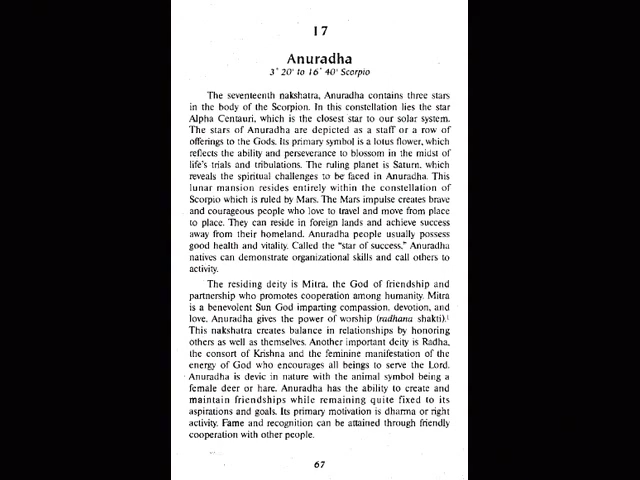 17
Anuradha
3° 20' to 16° 40' Scorpio
The seventeenth nakshatra, Anuradha contains three stars
in the body of the Scorpion. In this constellation lies the star
Alpha Centauri, which is the closest star to our solar system.
The stars of Anuradha are depicted as a staff or a row of
offerings to the Gods. Its primary symbol is a lotus flower, which
reflects the ability and perseverance to blossom in the midst of
life's trials and tribulations. The ruling planet is Saturn, which
reveals the spiritual challenges to be faced in Anuradha. This
lunar mansion resides entirely within the constellation of
Scorpio which is ruled by Mars. The Mars impulse creates brave
and courageous people who love to travel and move from place
to place. They can reside in foreign lands and achieve success
away from their homeland. Anuradha people usually possess
good health and vitality. Called the "star of success," Anuradha
natives can demonstrate organizational skills and call others to
activity.
The residing deity is Mitra, the God of friendship and
partnership who promotes cooperation among humanity. Mitra
is a benevolent Sun God imparting compassion, devotion, and
love. Anuradha gives the power of worship (radhana shakti).¹
This nakshatra creates balance in relationships by honoring
others as well as themselves. Another important deity is Radha,
the consort of Krishna and the feminine manifestation of the
energy of God who encourages all beings to serve the Lord.
Anuradha is devic in nature with the animal symbol being a
female deer or hare. Anuradha has the ability to create and
maintain friendships while remaining quite fixed to its
aspirations and goals. Its primary motivation is dharma or right
activity. Fame and recognition can be attained through friendly
cooperation with other people.
67